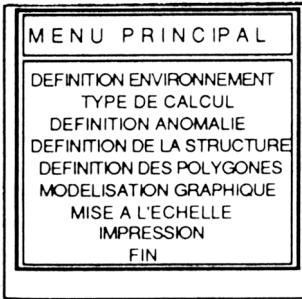 MENU PRINCIPAL
DEFINITION ENVIRONNEMENT
TYPE DE CALCUL
DEFINITION ANOMALIE
DEFINITION DE LA STRUCTURE
DEFINITION DES POLYGONES
MODELISATION GRAPHIQUE
MISE A L'ECHELLE
IMPRESSION
FIN